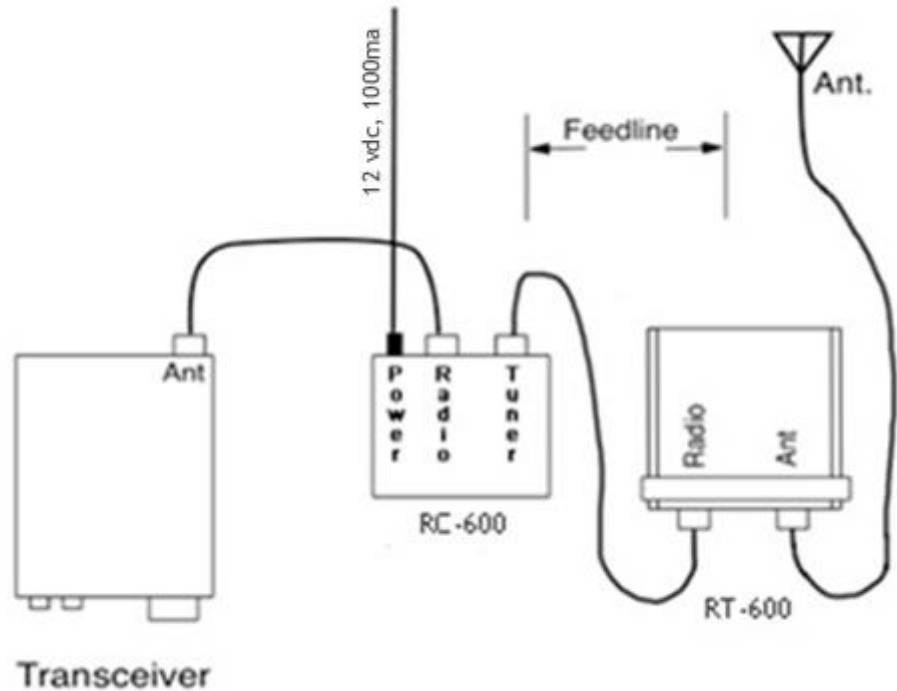 12 vdc, 1000ma
Ant.
Feedline
Ant
Power
Radio
Tuner
Radio
Ant
RC-600
RT-600
Transceiver